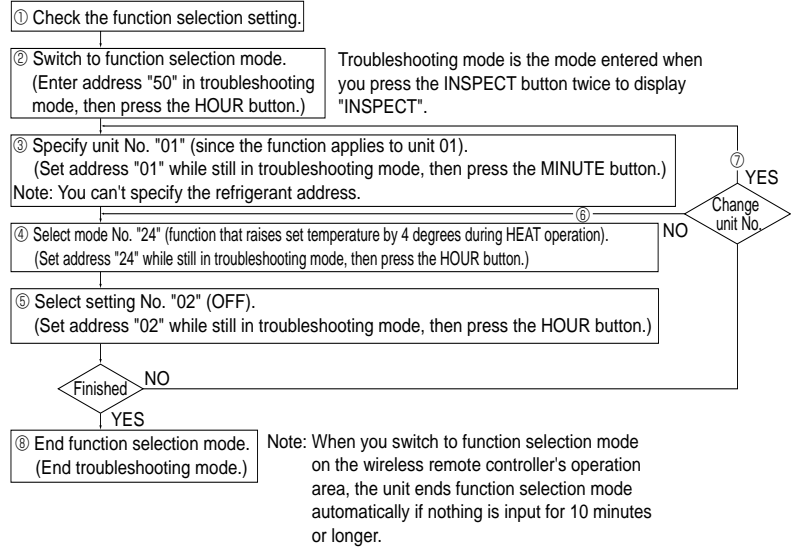 ① Check the function selection setting.
② Switch to function selection mode.
(Enter address "50" in troubleshooting
mode, then press the HOUR button.)
Troubleshooting mode is the mode entered when
you press the INSPECT button twice to display
"INSPECT".
③ Specify unit No. "01" (since the function applies to unit 01).
(Set address "01" while still in troubleshooting mode, then press the MINUTE button.)
Note: You can't specify the refrigerant address.
⑦
YES
Change
unit No.
⑥
NO
④ Select mode No. "24" (function that raises set temperature by 4 degrees during HEAT operation).
(Set address "24" while still in troubleshooting mode, then press the HOUR button.)
⑤ Select setting No. "02" (OFF).
(Set address "02" while still in troubleshooting mode, then press the HOUR button.)
Finished
NO
YES
⑧ End function selection mode.
(End troubleshooting mode.)
Note: When you switch to function selection mode
on the wireless remote controller's operation
area, the unit ends function selection mode
automatically if nothing is input for 10 minutes
or longer.